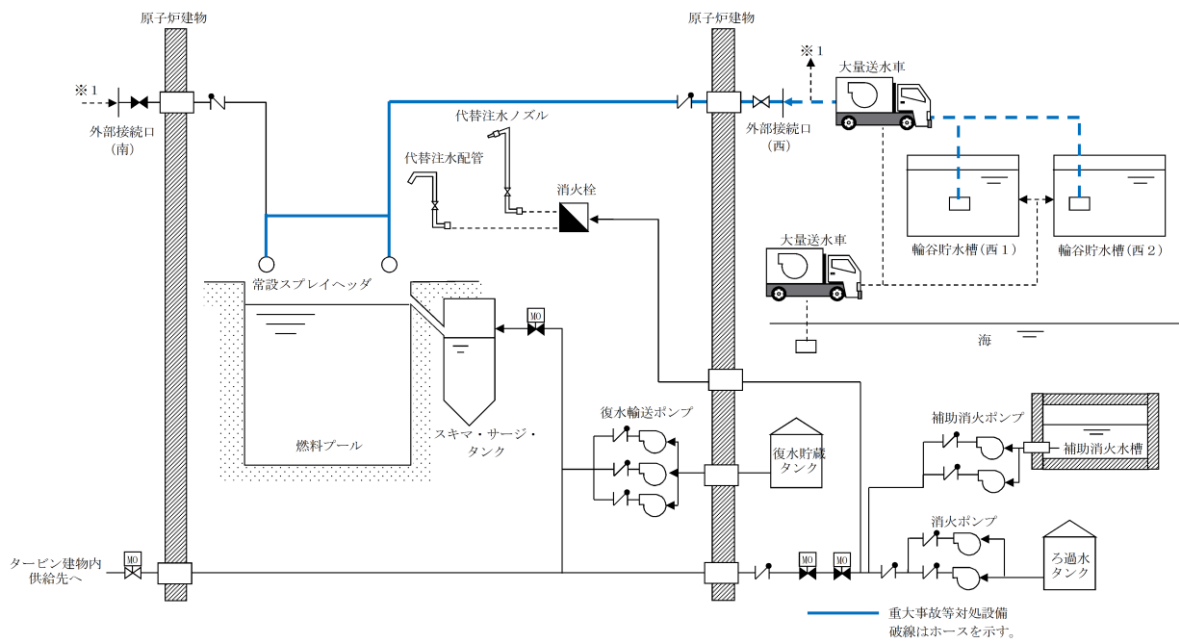 原子炉建物
原子炉建物
※1
※1
大量送水車
外部接続口
(南)
外部接続口
(西)
代替注水ノズル
代替注水配管
消火栓
輪谷貯水槽(西1)
輪谷貯水槽(西2)
大量送水車
常設スプレイヘッダ
MO
海
燃料プール
スキマ・サージ・
タンク
復水輸送ポンプ
復水貯蔵
タンク
補助消火ポンプ
補助消火水槽
消火ポンプ
ろ過水
タンク
タービン建物内
供給先へ
MO
MO
MO
重大事故等対処設備
破線はホースを示す。